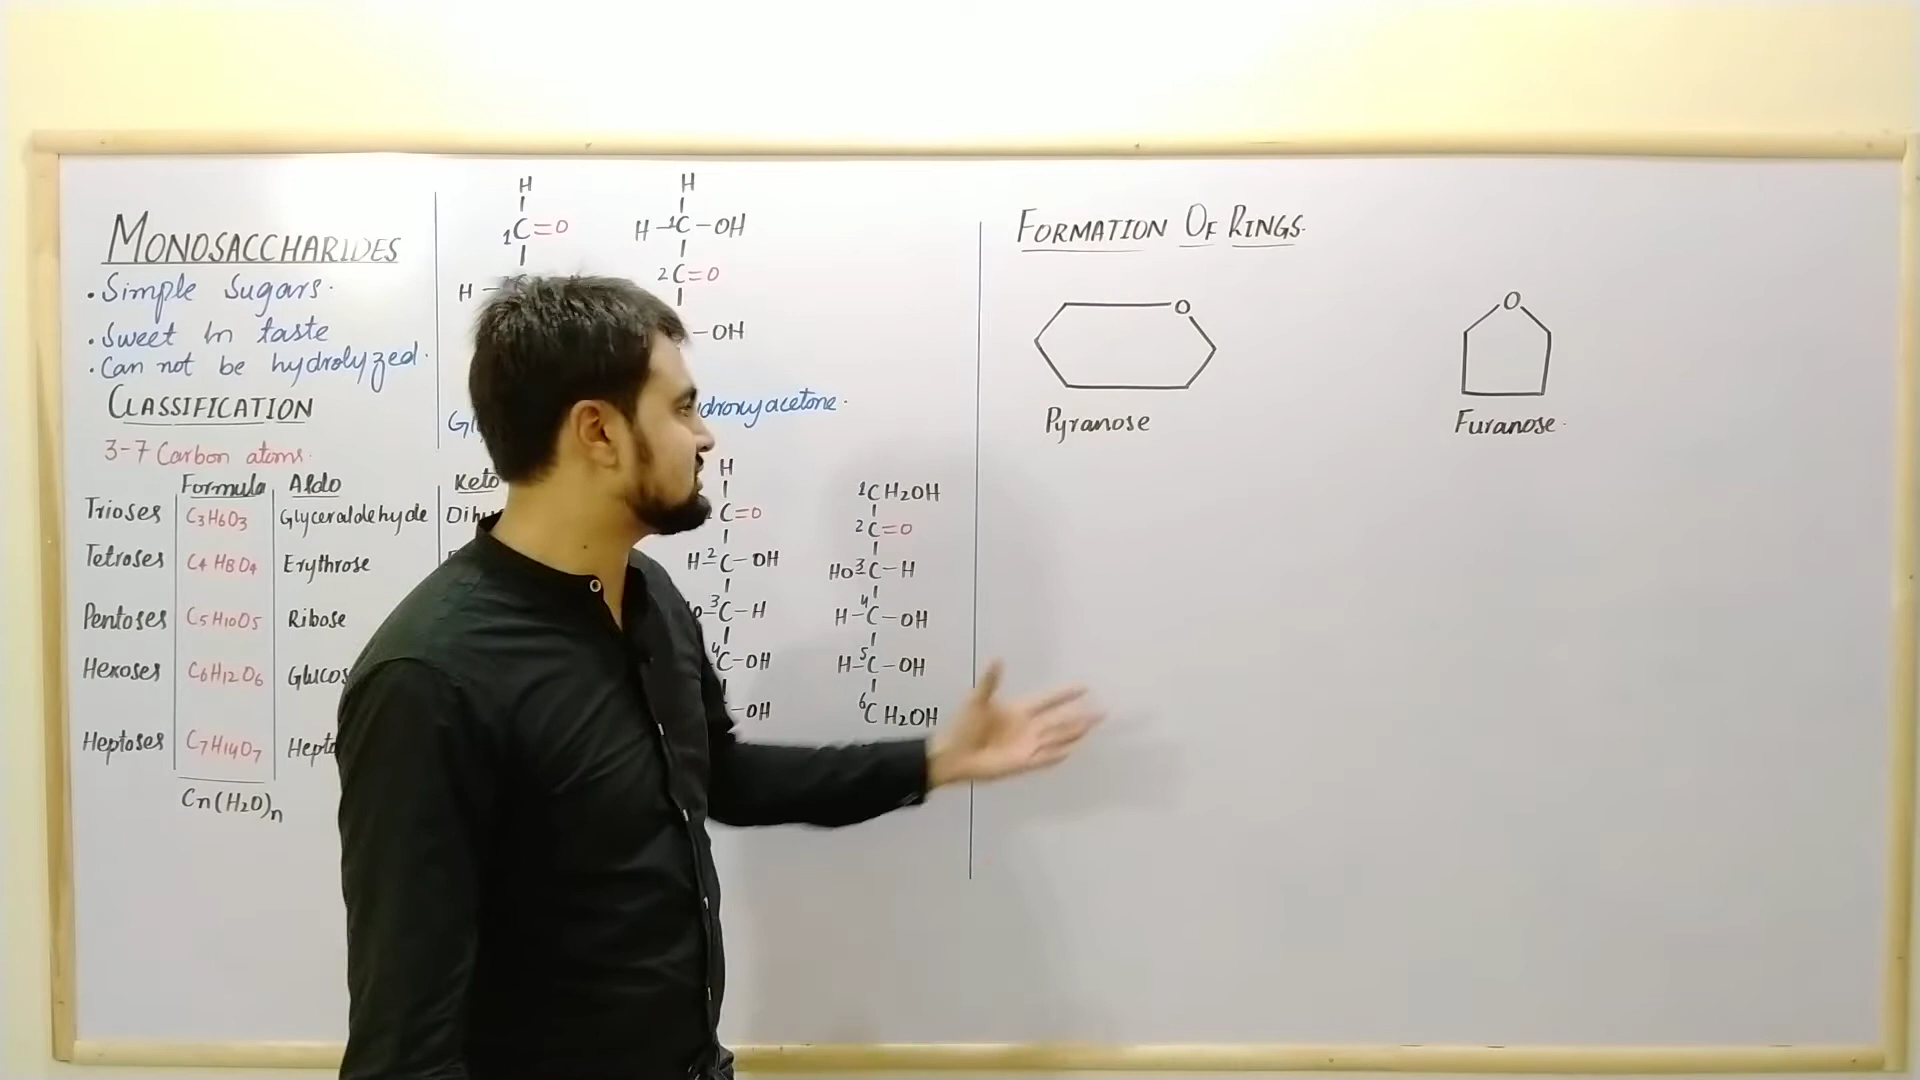 MONOSACCHARIDES
. Simple Sugars.
. Sweet In taste
. Can not be hydrolyzed.
CLASSIFICATION
3-7 Carbon atoms.
Formula Aldo Keto
Trioses C3H6O3 Glyceraldehyde
Tetroses C4H8O4 Erythrose
Pentoses C5H10O5 Ribose
Hexoses C6H12O6
Heptoses C7H14O7
Cn(H2O)n
H
1C=O
H
H
H-1C-OH
2C=O
-OH
H
C=O
H-2C-OH
3C-H
4C-OH
-OH
1CH2OH
2C=O
HO3C-H
H-4C-OH
H-5C-OH
6CH2OH
FORMATION OF RINGS.
O
Pyranose
O
Furanose.